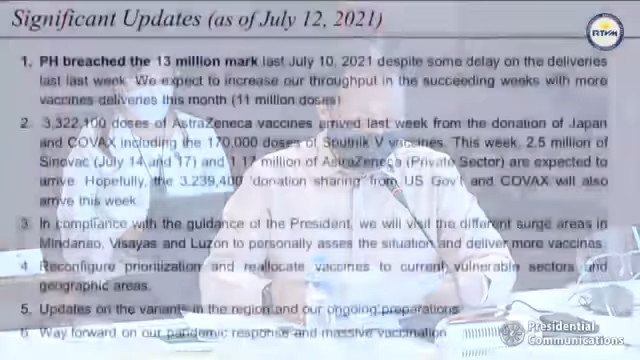 Significant Updates (as of July 12, 2021)
RTVM
1. PH breached the 13 million mark last July 10, 2021 despite some delay on the deliveries
last last week. We expect to increase our throughput in the succeeding weeks with more
vaccines deliveries this month (11 million doses)
2. 3,322,100 doses of AstraZeneca vaccines arrived last week from the donation of Japan
and COVAX including the 170,000 doses of Sputnik V vaccines. This week, 2.5 million of
Sinovac (July 14 and 17) and 1.17 million of AstraZeneca (Private Sector) are expected to
arrive. Hopefully, the 3,239,400 "donation sharing" from US Gov't and COVAX will also
arrive this week.
3. In compliance with the guidance of the President, we will visit the different surge areas in
Mindanao, Visayas and Luzon to personally asses the situation and deliver more vaccines.
4. Reconfigure prioritization and reallocate vaccines to current vulnerable sectors and
geographic areas.
5. Updates on the variants in the region and our ongoing preparations
6. Way forward on our pandemic response and massive vaccination
Presidential
Communications